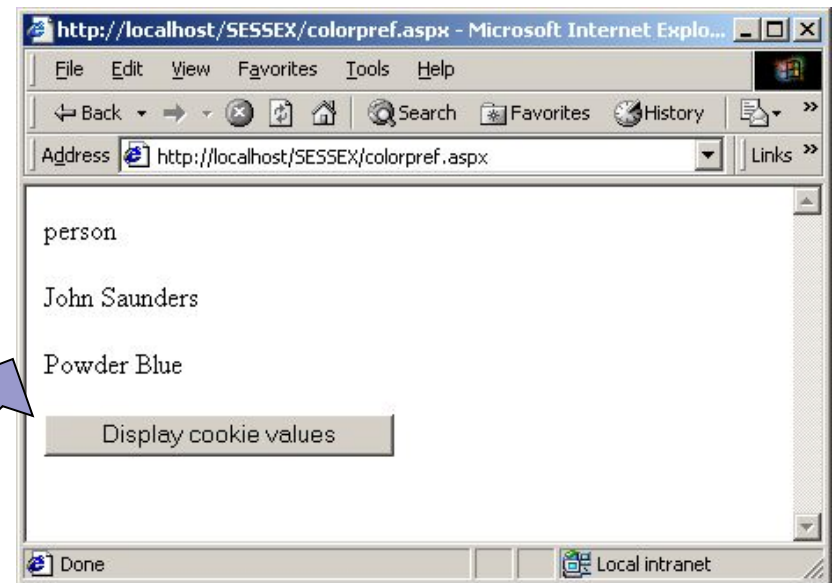 http://localhost/SESSEX/colorpref.aspx - Microsoft Internet Explo...
File Edit View Favorites Tools Help
Back Search Favorites History »
Address http://localhost/SESSEX/colorpref.aspx Links »
person
John Saunders
Powder Blue
Display cookie values
Done Local intranet